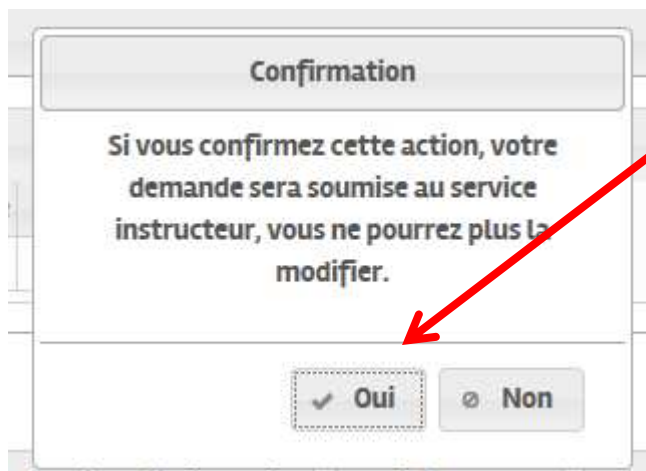 Confirmation
Si vous confirmez cette action, votre
demande sera soumise au service
instructeur, vous ne pourrez plus la
modifier.
Oui
Non